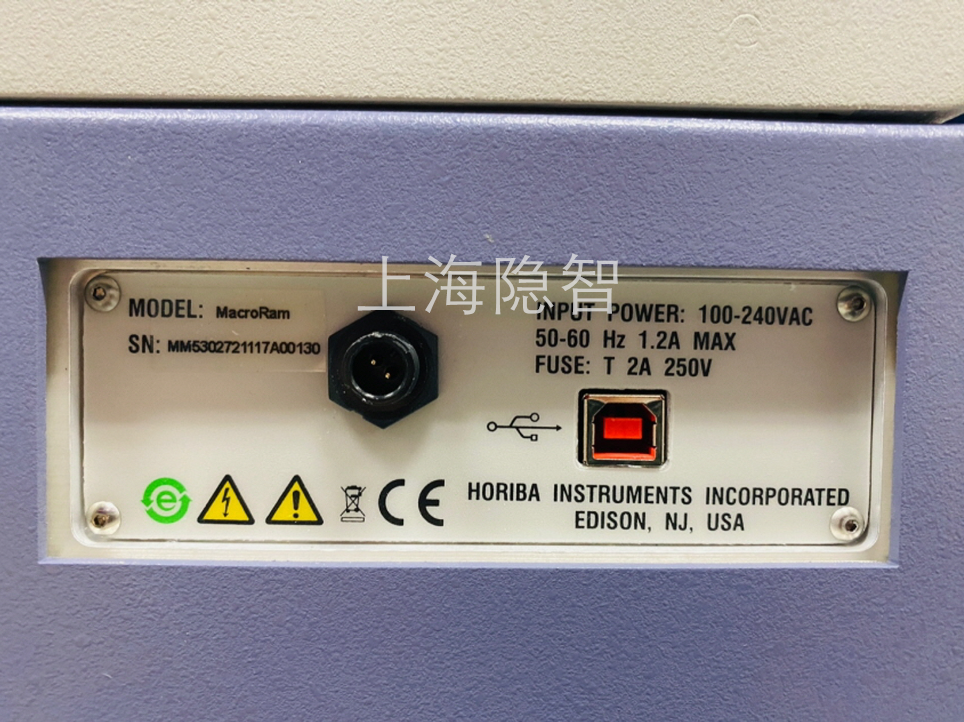 上海隐智
MODEL: MacroRam
SN: MM5302721117A00130
INPUT POWER: 100-240VAC
50-60 Hz 1.2A MAX
FUSE: T 2A 250V
e
CE
HORIBA INSTRUMENTS INCORPORATED
EDISON, NJ, USA